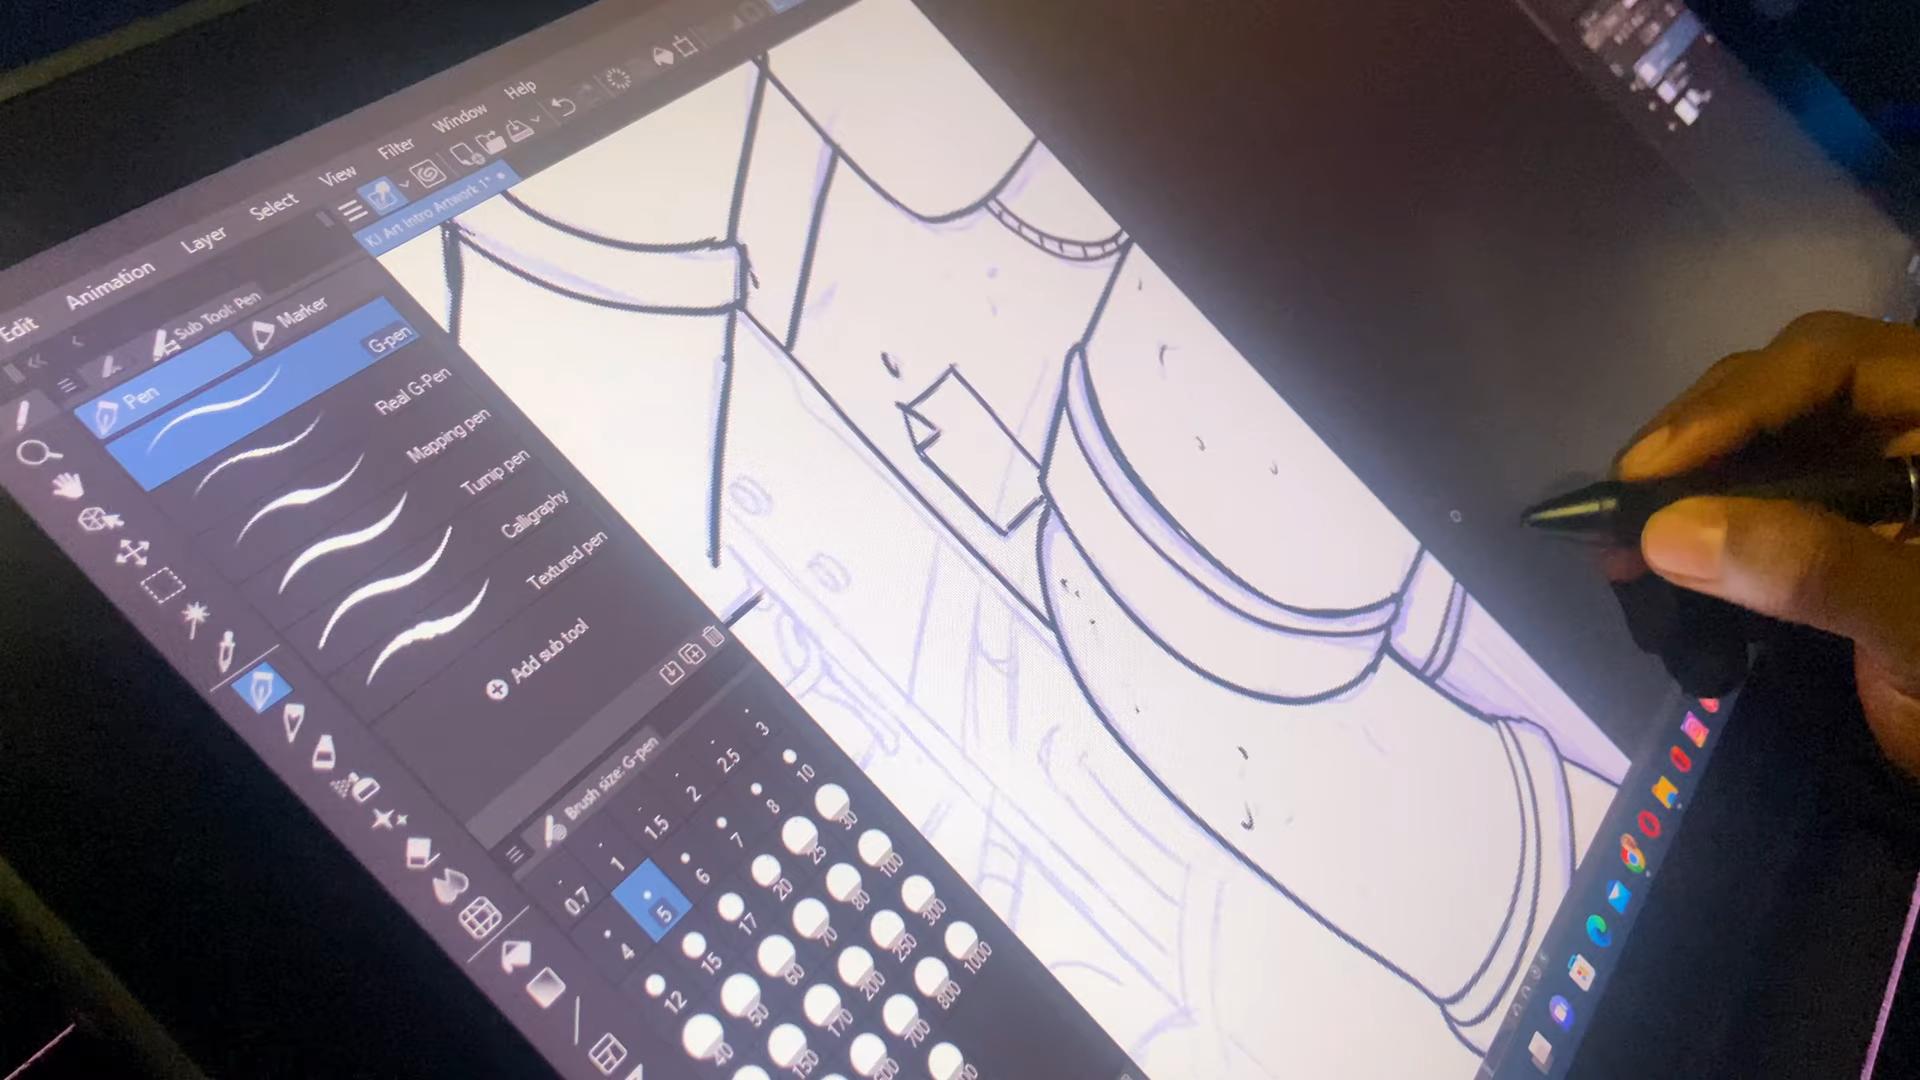 Edit Animation Layer Select View Filter Window Help
KJ Art Intro Artwork 1*
Sub Tool: Pen
Pen Marker
G-pen
Real G-Pen
Mapping pen
Turnip pen
Calligraphy
Textured pen
Add sub tool
Brush size: G-pen
0.7 1 1.5 2 2.5 3
4 5 6 7 8 10
12 15 17 20 25 30
40 50 60 70 80 100
150 170 200 250 300
700 800 1000